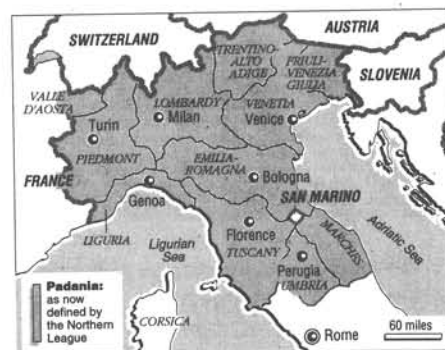 SWITZERLAND
AUSTRIA
TRENTINO-
ALTO
ADIGE
FRIULI-
VENEZIA
GIULIA
SLOVENIA
VALLE
D'AOSTA
LOMBARDY
VENETIA
Turin
Milan
Venice
PIEDMONT
EMILIA-
ROMAGNA
Bologna
FRANCE
Genoa
SAN MARINO
LIGURIA
Ligurian
Sea
Florence
TUSCANY
MARCHES
Adriatic Sea
Perugia
UMBRIA
Padania:
as now
defined by
the Northern
League
CORSICA
Rome
60 miles